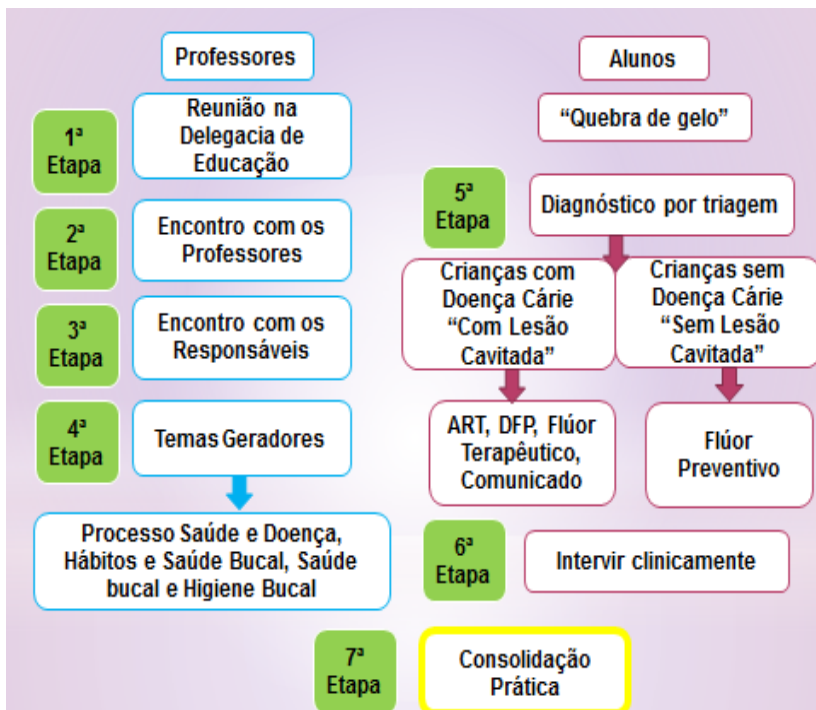 Professores
1ª
Etapa
Reunião na
Delegacia de
Educação
2ª
Etapa
Encontro com os
Professores
3ª
Etapa
Encontro com os
Responsáveis
4ª
Etapa
Temas Geradores
Processo Saúde e Doença,
Hábitos e Saúde Bucal, Saúde
bucal e Higiene Bucal
Alunos
“Quebra de gelo”
5ª
Etapa
Diagnóstico por triagem
Crianças com
Doença Cárie
“Com Lesão
Cavitada”
Crianças sem
Doença Cárie
“Sem Lesão
Cavitada”
ART, DFP, Flúor
Terapêutico,
Comunicado
Flúor
Preventivo
6ª
Etapa
Intervir clinicamente
7ª
Etapa
Consolidação
Prática